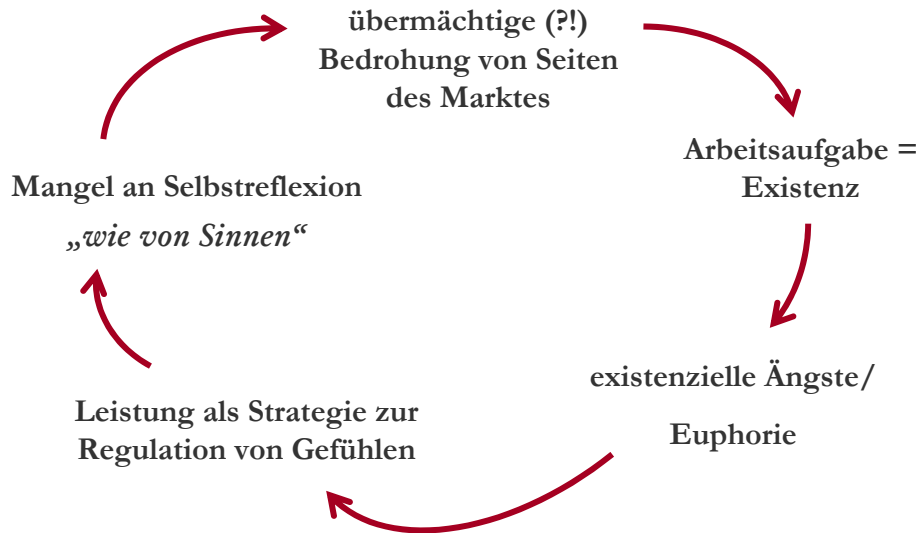 übermächtige (?!)
Bedrohung von Seiten
des Marktes
Arbeitsaufgabe =
Existenz
existenzielle Ängste/
Euphorie
Leistung als Strategie zur
Regulation von Gefühlen
Mangel an Selbstreflexion
„wie von Sinnen“